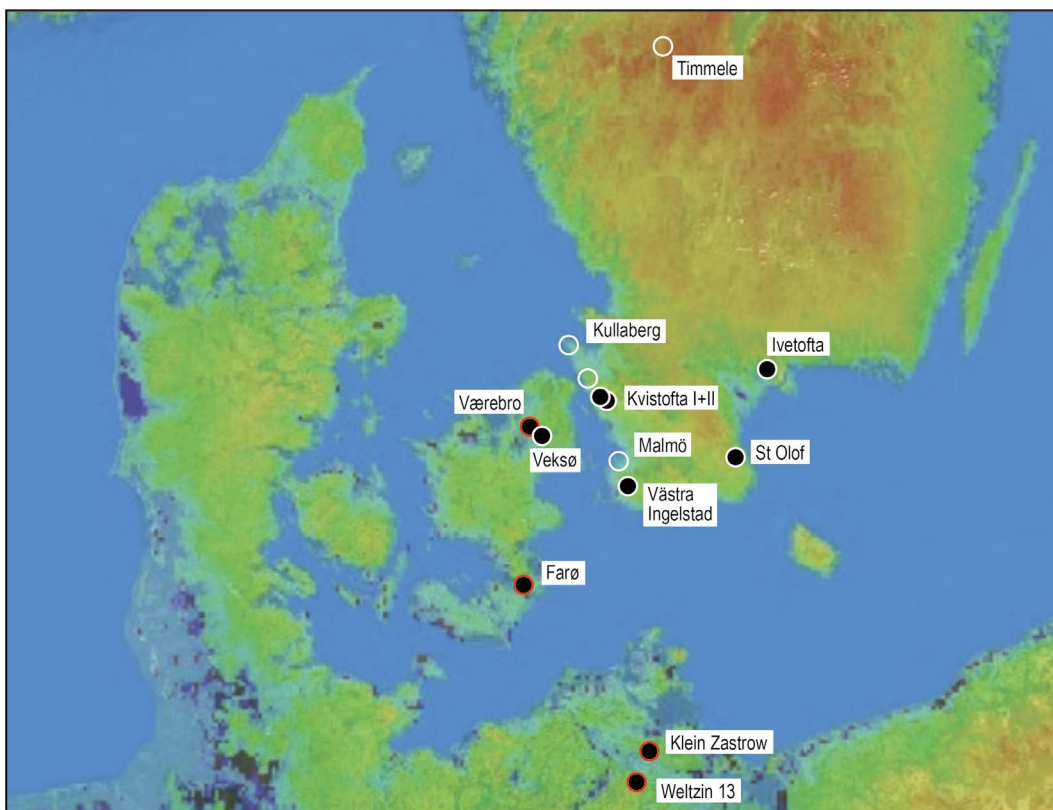 Timmele
Kullaberg
Ivetofta
Kvistofta I+II
Værebro
Veksø
Malmö
St Olof
Västra
Ingelstad
Farø
Klein Zastrow
Weltzin 13